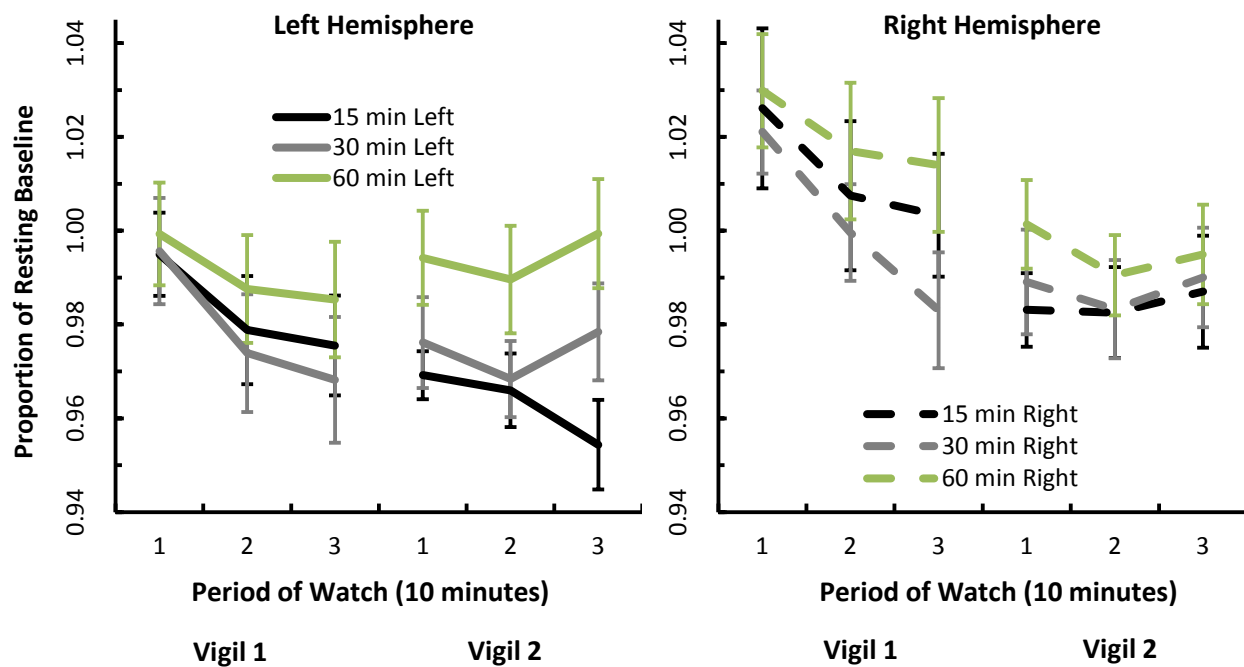 Left Hemisphere
Right Hemisphere
Proportion of Resting Baseline
1.04
1.02
1.00
0.98
0.96
0.94
15 min Left
30 min Left
60 min Left
1 2 3 1 2 3
Period of Watch (10 minutes)
Vigil 1 Vigil 2
1.04
1.02
1.00
0.98
0.96
0.94
15 min Right
30 min Right
60 min Right
1 2 3 1 2 3
Period of Watch (10 minutes)
Vigil 1 Vigil 2